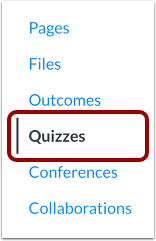 Pages
Files
Outcomes
Quizzes
Conferences
Collaborations